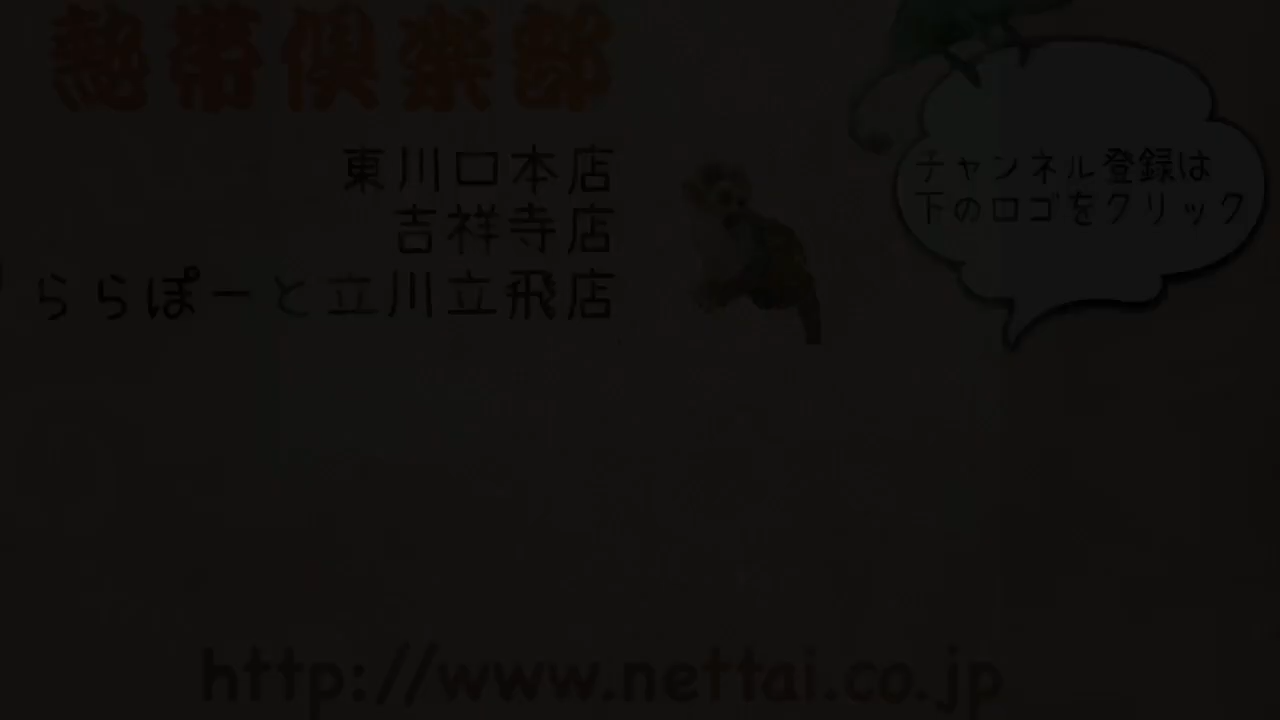 熱帯倶楽部
東川口本店
吉祥寺店
ららぽーと立川立飛店
チャンネル登録は
下のロゴをクリック
http://www.nettai.co.jp